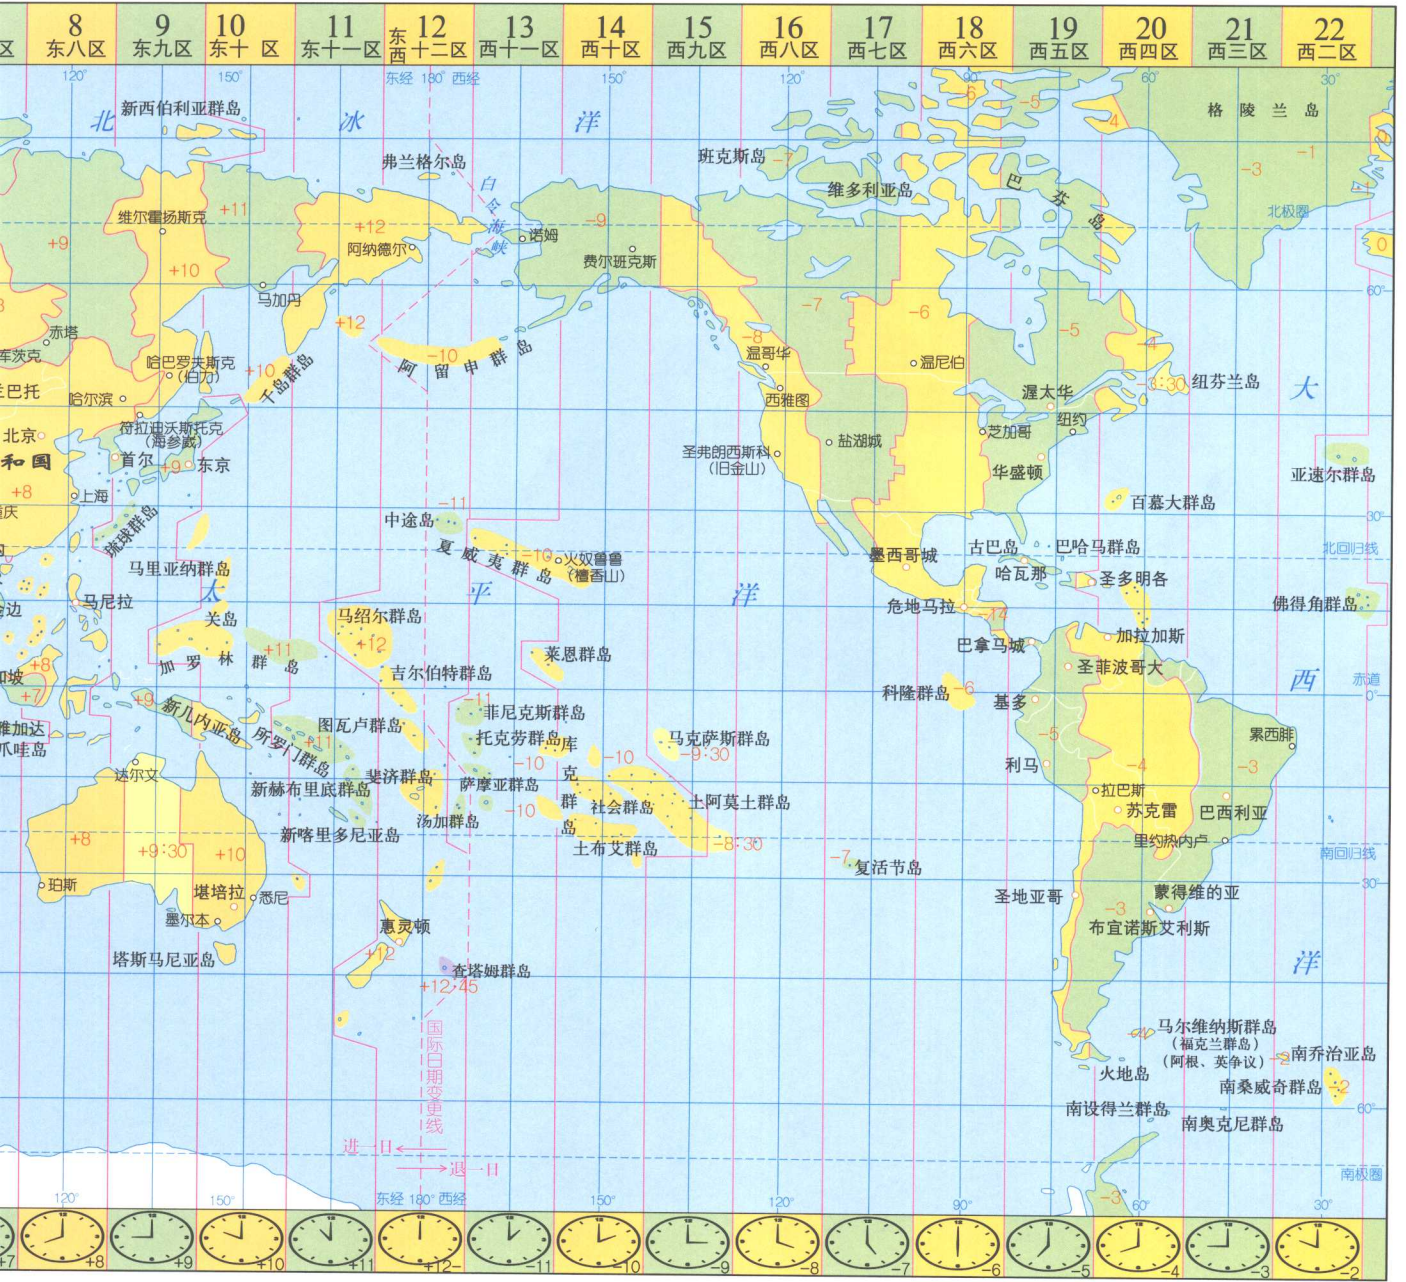 区
8
东八区
9
东九区
10
东十 区
11
东十一区
12
东西十二区
13
西十一区
14
西十区
15
西九区
16
西八区
17
西七区
18
西六区
19
西五区
20
西四区
21
西三区
22
西二区
120°
150°
东经 180° 西经
150°
120°
90°
60°
30°
北 冰 洋
新西伯利亚群岛
弗兰格尔岛
班克斯岛
-7
维多利亚岛
巴芬岛
格陵兰岛
-6
-5
-4
-3
-1
0
-1
0
白令海峡
北极圈
维尔霍扬斯克
+11
+12
阿纳德尔
-9
诺姆
费尔班克斯
+9
+10
马加丹
+12
-10
阿留申群岛
-8
-7
-6
-5
-4
60°
赤塔
库茨克
兰巴托
哈巴罗夫斯克
(伯力)
哈尔滨
+10
千岛群岛
温哥华
温尼伯
西雅图
渥太华
-3:30
纽芬兰岛
大
西
洋
符拉迪沃斯托克
(海参崴)
北京
和国
首尔
+9
东京
圣弗朗西斯科
(旧金山)
盐湖城
芝加哥
纽约
华盛顿
亚速尔群岛
+8
上海
琉球群岛
-11
中途岛
百慕大群岛
30°
夏威夷群岛
-10
火奴鲁鲁
(檀香山)
墨西哥城
古巴岛
巴哈马群岛
北回归线
哈瓦那
圣多明各
马里亚纳群岛
太 平 洋
马尼拉
金边
关岛
马绍尔群岛
+12
危地马拉
加拉加斯
佛得角群岛
加罗林群岛
+11
巴拿马城
圣菲波哥大
+8
加坡
+7
吉尔伯特群岛
莱恩群岛
科隆群岛
-6
基多
赤道
0°
+9
新几内亚岛
雅加达
爪哇岛
所罗门群岛
+11
图瓦卢群岛
-11
菲尼克斯群岛
托克劳群岛
-10
库克群岛
-10
马克萨斯群岛
-9:30
-5
利马
-4
累西腓
-3
达尔文
新赫布里底群岛
斐济群岛
萨摩亚群岛
汤加群岛
-10
社会群岛
土阿莫土群岛
拉巴斯
苏克雷
巴西利亚
新喀里多尼亚岛
土布艾群岛
-8:30
里约热内卢
南回归线
+8
+9:30
+10
-7
复活节岛
珀斯
堪培拉
悉尼
墨尔本
圣地亚哥
蒙得维的亚
-3
布宜诺斯艾利斯
30°
塔斯马尼亚岛
惠灵顿
+12
查塔姆群岛
+12:45
国际日期变更线
-4
马尔维纳斯群岛
(福克兰群岛)
(阿根、英争议)
-2
南乔治亚岛
火地岛
南桑威奇群岛
-2
南设得兰群岛
南奥克尼群岛
60°
进一日
退一日
南极圈
-3
120°
150°
东经 180° 西经
150°
120°
90°
60°
30°
+7
+8
+9
+10
+11
+12-
-11
-10
-9
-8
-7
-6
-5
-4
-3
-2